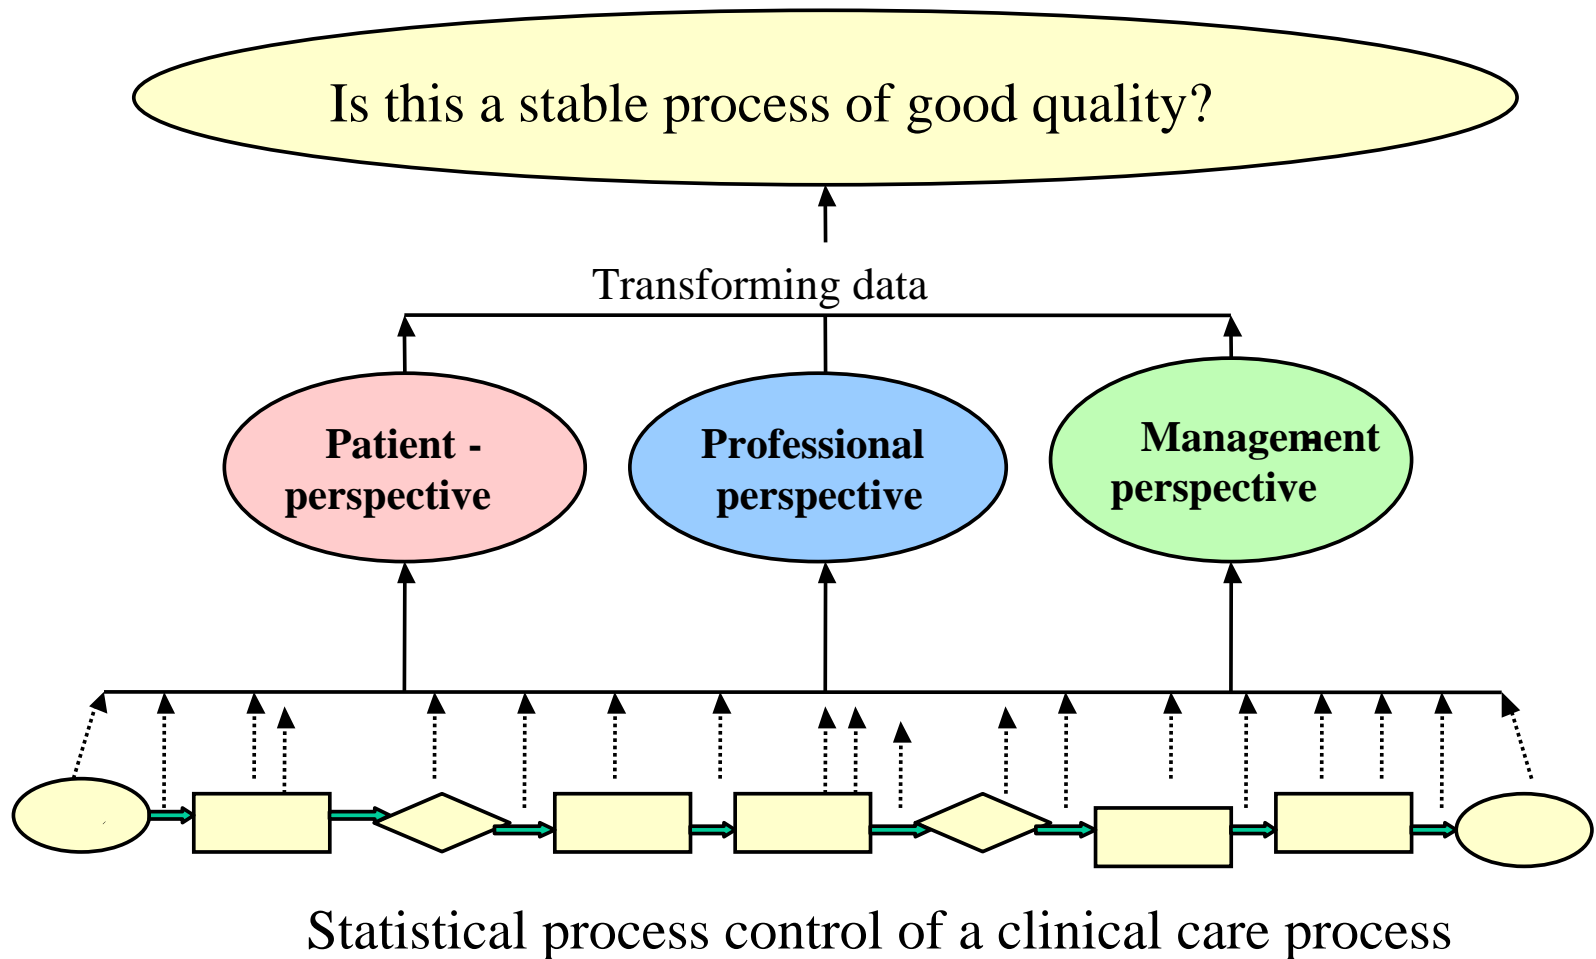 Is this a stable process of good quality?
Transforming data
Patient -
perspective
Professional
perspective
Management
perspective
Statistical process control of a clinical care process